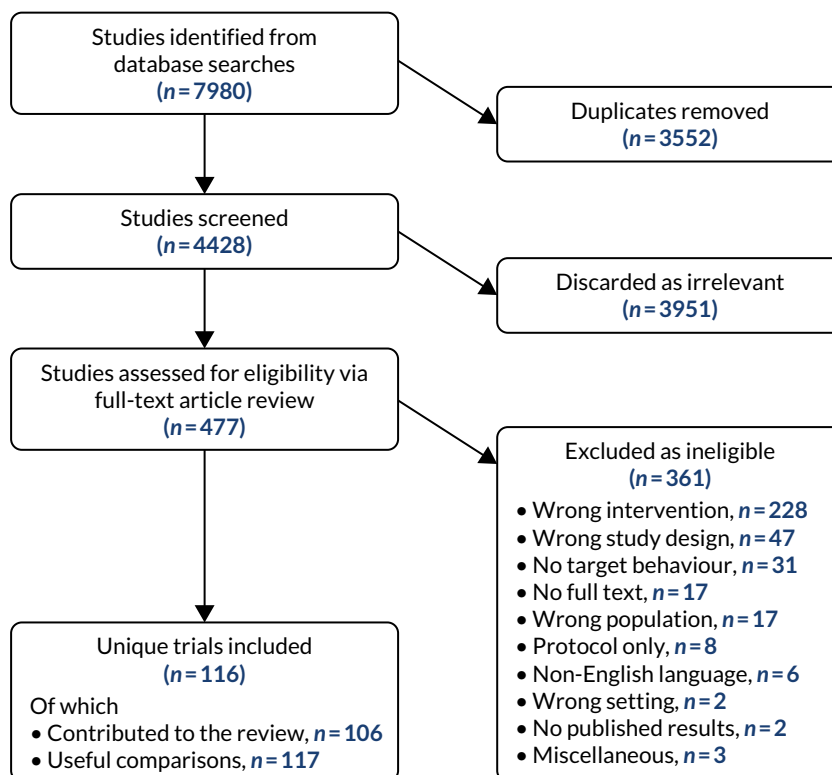 Studies identified from
database searches
(n = 7980)
Duplicates removed
(n = 3552)
Studies screened
(n = 4428)
Discarded as irrelevant
(n = 3951)
Studies assessed for eligibility via
full-text article review
(n = 477)
Excluded as ineligible
(n = 361)
• Wrong intervention, n = 228
• Wrong study design, n = 47
• No target behaviour, n = 31
• No full text, n = 17
• Wrong population, n = 17
• Protocol only, n = 8
• Non-English language, n = 6
• Wrong setting, n = 2
• No published results, n = 2
• Miscellaneous, n = 3
Unique trials included
(n = 116)
Of which
• Contributed to the review, n = 106
• Useful comparisons, n = 117